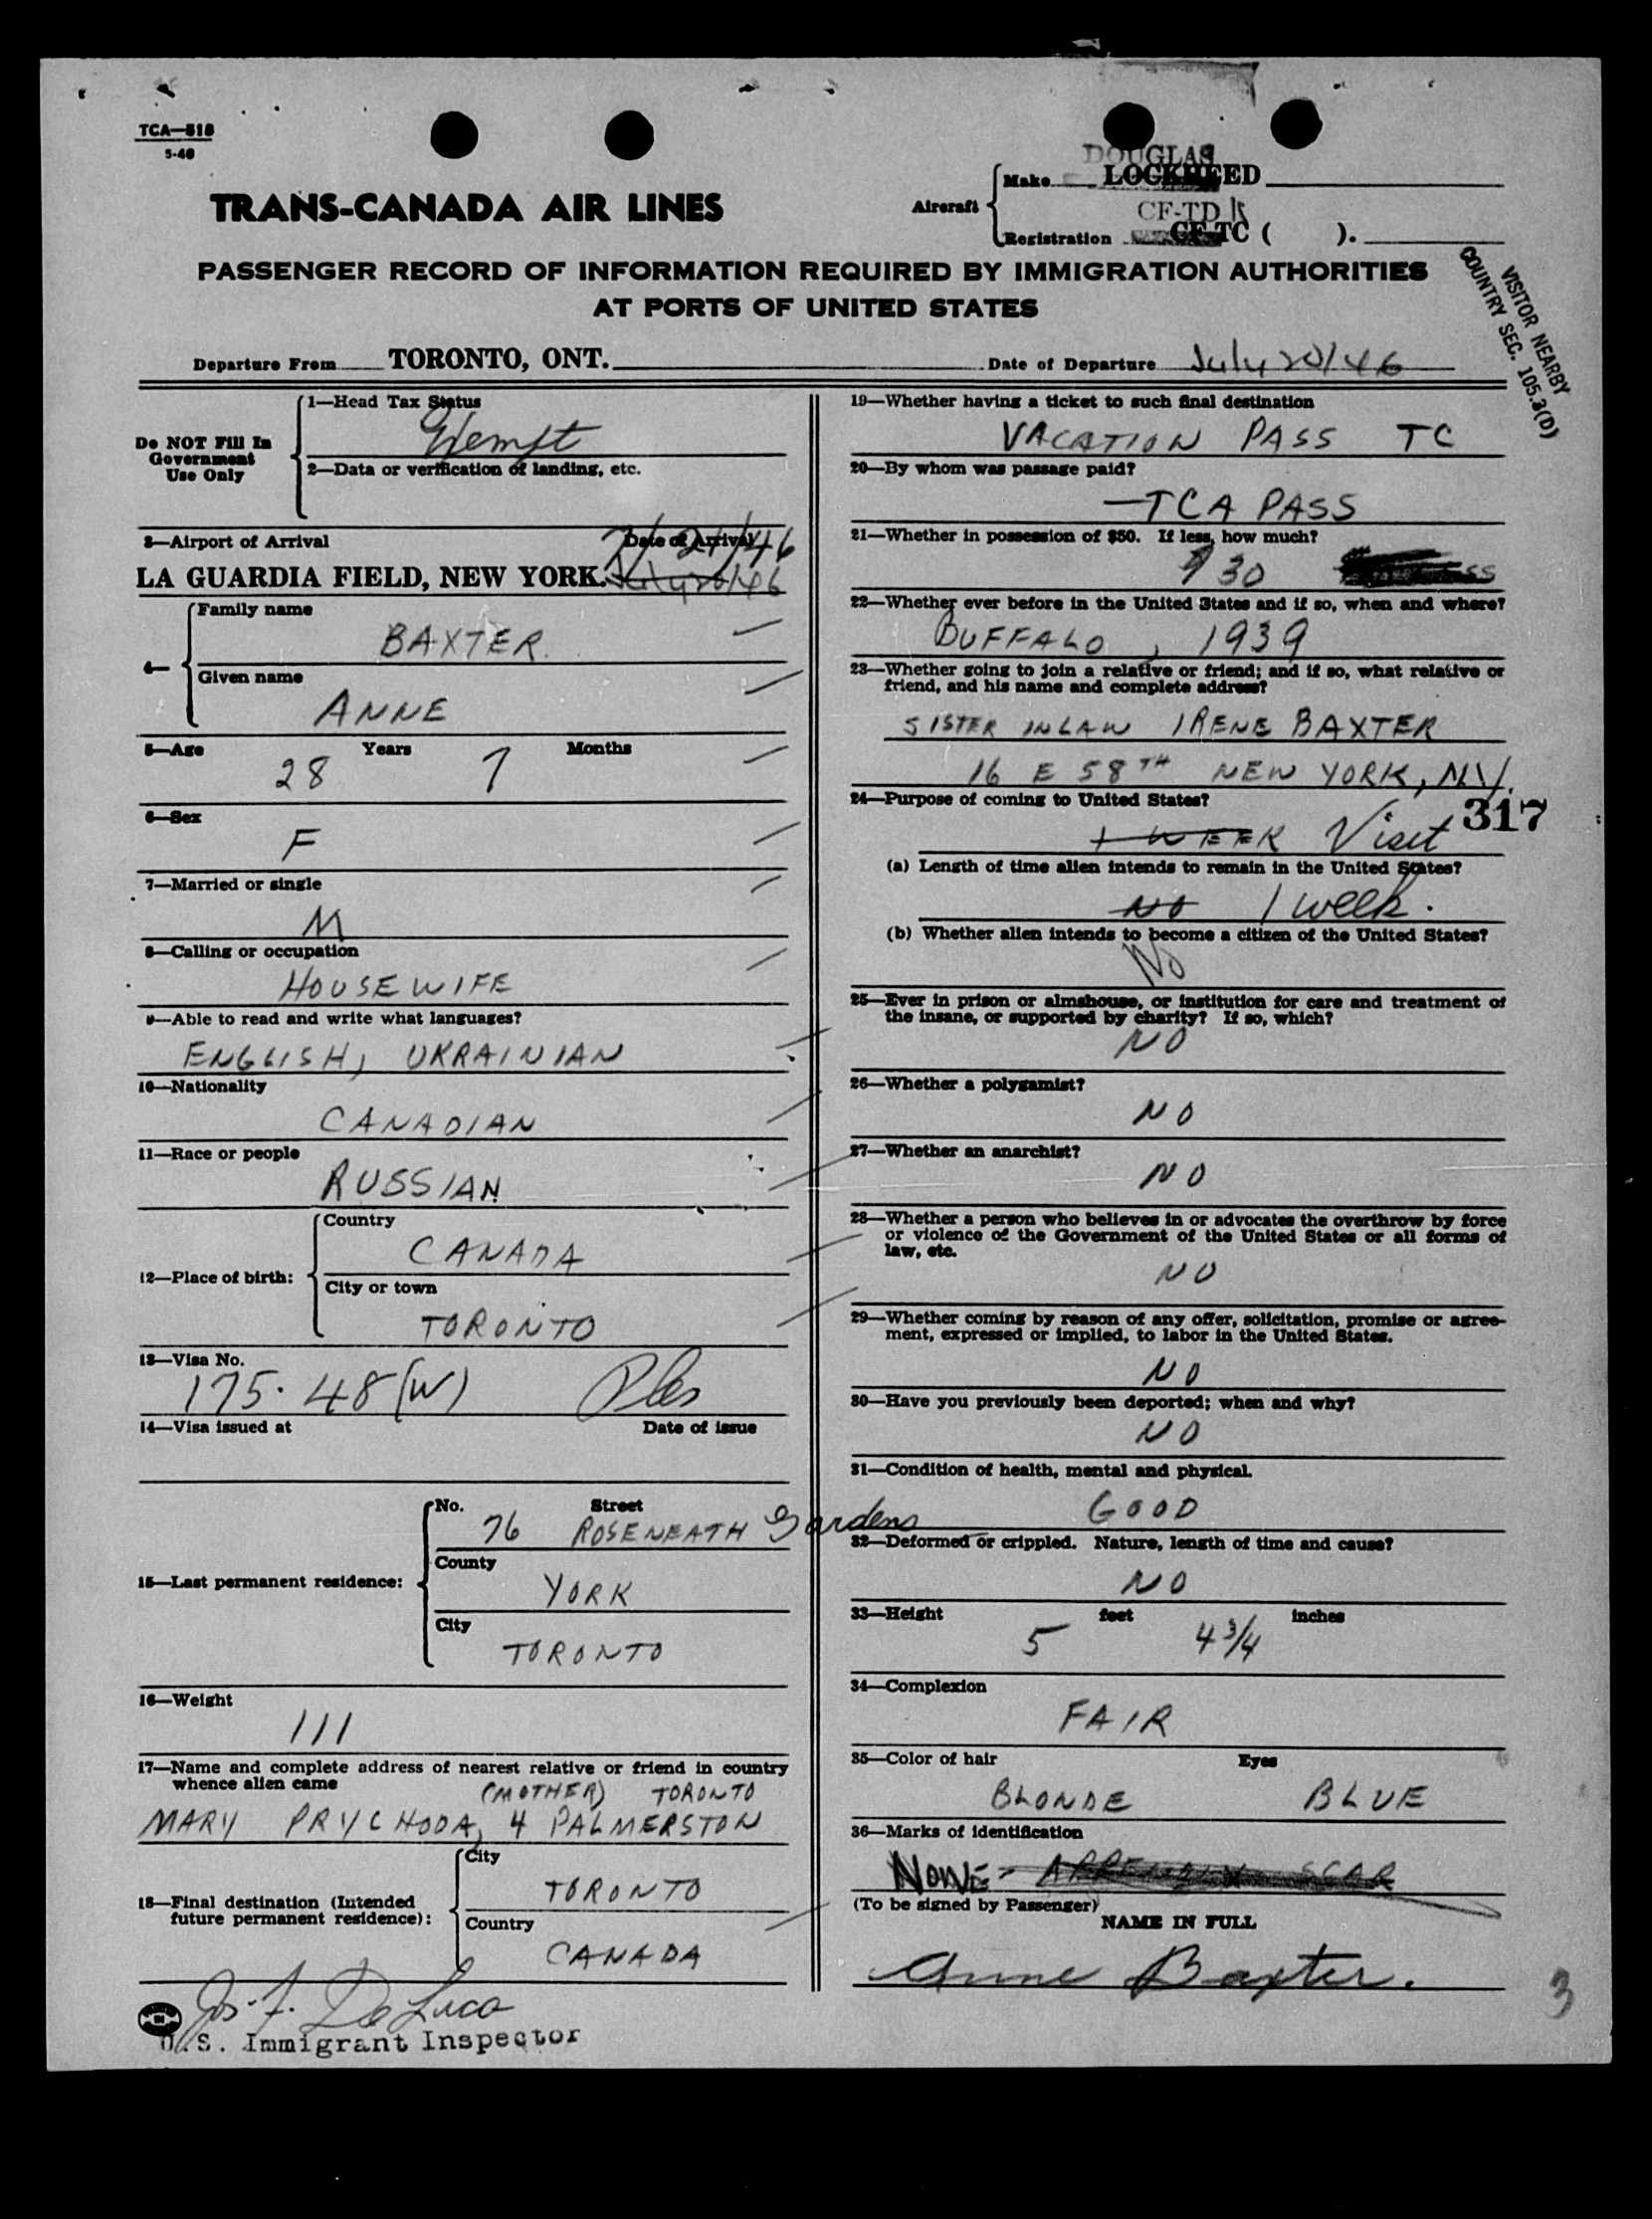 TCA—518
5-46
TRANS-CANADA AIR LINES
Aircraft
Make DOUGLAS LOCKHEED
CF-TD K
Registration CF-TC ( ).
PASSENGER RECORD OF INFORMATION REQUIRED BY IMMIGRATION AUTHORITIES
AT PORTS OF UNITED STATES
VISITOR NEARBY
COUNTRY SEC. 105.3(D)
Departure From TORONTO, ONT. Date of Departure July 20/46
Do NOT Fill In
Government
Use Only
1—Head Tax Status
Exempt
2—Data or verification of landing, etc.
3—Airport of Arrival Date of Arrival
7/21/46
LA GUARDIA FIELD, NEW YORK. July 20/46
4—
Family name
BAXTER
Given name
ANNE
5—Age Years Months
28 7
6—Sex
F
7—Married or single
M
8—Calling or occupation
HOUSEWIFE
9—Able to read and write what languages?
ENGLISH, UKRAINIAN
10—Nationality
CANADIAN
11—Race or people
RUSSIAN
12—Place of birth:
Country
CANADA
City or town
TORONTO
13—Visa No.
175.48(W)
14—Visa issued at Date of issue
15—Last permanent residence:
No. Street
76 ROSENEATH Gardens
County
YORK
City
TORONTO
16—Weight
111
17—Name and complete address of nearest relative or friend in country
whence alien came
(MOTHER) TORONTO
MARY PRYCHODA, 4 PALMERSTON
18—Final destination (Intended
future permanent residence):
City
TORONTO
Country
CANADA
Jos. F. De Luca
U.S. Immigrant Inspector
19—Whether having a ticket to such final destination
VACATION PASS TC
20—By whom was passage paid?
—TCA PASS
21—Whether in possession of $50. If less, how much?
$30
22—Whether ever before in the United States and if so, when and where?
BUFFALO, 1939
23—Whether going to join a relative or friend; and if so, what relative or
friend, and his name and complete address?
SISTER IN LAW IRENE BAXTER
16 E 58TH NEW YORK, N.Y.
24—Purpose of coming to United States?
317
1 WEEK Visit
(a) Length of time alien intends to remain in the United States?
NO 1 week.
(b) Whether alien intends to become a citizen of the United States?
No
25—Ever in prison or almshouse, or institution for care and treatment of
the insane, or supported by charity? If so, which?
NO
26—Whether a polygamist?
NO
27—Whether an anarchist?
NO
28—Whether a person who believes in or advocates the overthrow by force
or violence of the Government of the United States or all forms of
law, etc.
NO
29—Whether coming by reason of any offer, solicitation, promise or agree-
ment, expressed or implied, to labor in the United States.
NO
30—Have you previously been deported; when and why?
NO
31—Condition of health, mental and physical.
GOOD
32—Deformed or crippled. Nature, length of time and cause?
NO
33—Height feet inches
5 4 3/4
34—Complexion
FAIR
35—Color of hair Eyes
BLONDE BLUE
36—Marks of identification
NONE - APPENDIX SCAR
(To be signed by Passenger)
NAME IN FULL
Anne Baxter.
3